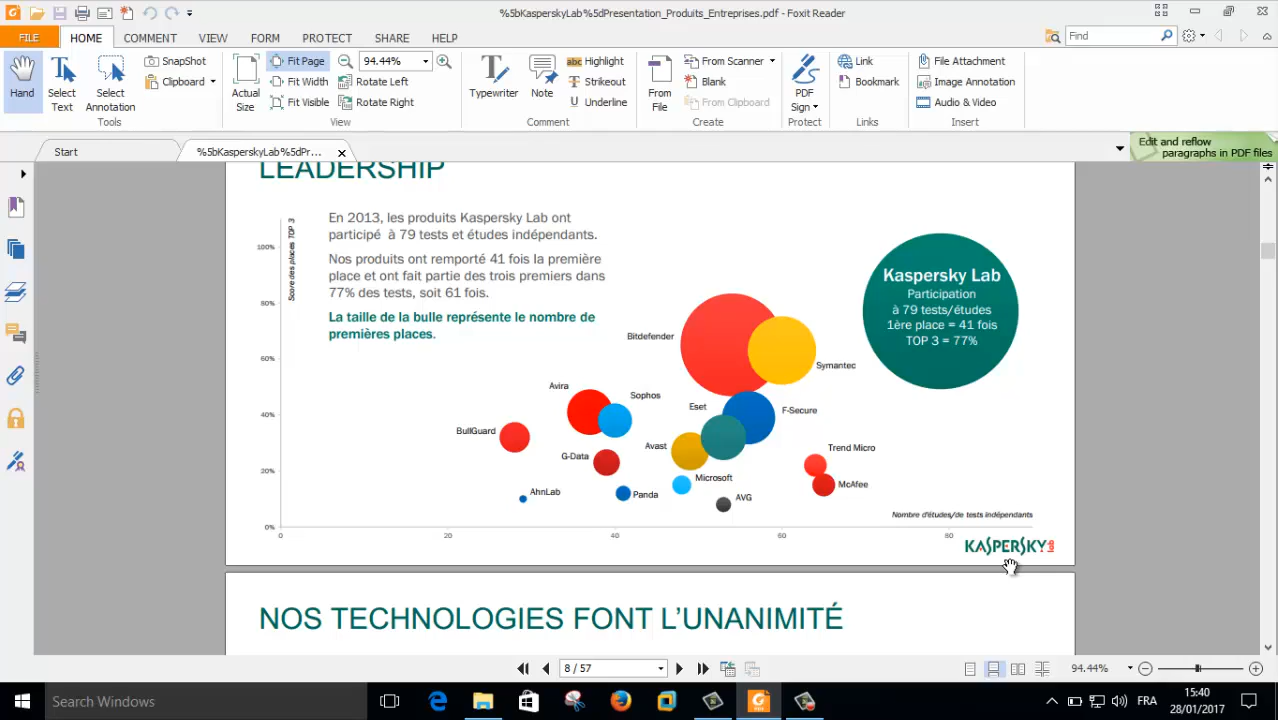 %5bKasperskyLab%5dPresentation_Produits_Entreprises.pdf - Foxit Reader
FILE HOME COMMENT VIEW FORM PROTECT SHARE HELP
Find
Hand
Select
Text
Select
Annotation
SnapShot
Clipboard
Tools
Actual
Size
Fit Page
Fit Width
Fit Visible
94.44%
Rotate Left
Rotate Right
View
Typewriter
Note
Highlight
Strikeout
Underline
Comment
From
File
From Scanner
Blank
From Clipboard
Create
PDF
Sign
Protect
Link
Bookmark
Links
File Attachment
Image Annotation
Audio & Video
Insert
Start
%5bKasperskyLab%5dPr...
Edit and reflow
paragraphs in PDF files
LEADERSHIP
Score des places TOP 3
100%
80%
60%
40%
20%
0%
En 2013, les produits Kaspersky Lab ont
participé à 79 tests et études indépendants.
Nos produits ont remporté 41 fois la première
place et ont fait partie des trois premiers dans
77% des tests, soit 61 fois.
La taille de la bulle représente le nombre de
premières places.
Kaspersky Lab
Participation
à 79 tests/études
1ère place = 41 fois
TOP 3 = 77%
Bitdefender
Symantec
Avira
Sophos
Eset
F-Secure
BullGuard
G-Data
Avast
Trend Micro
Microsoft
McAfee
AhnLab
Panda
AVG
Nombre d'études/de tests indépendants
0 20 40 60 80
KASPERSKY lab
NOS TECHNOLOGIES FONT L'UNANIMITÉ
8 / 57
94.44%
Search Windows
FRA
15:40
28/01/2017